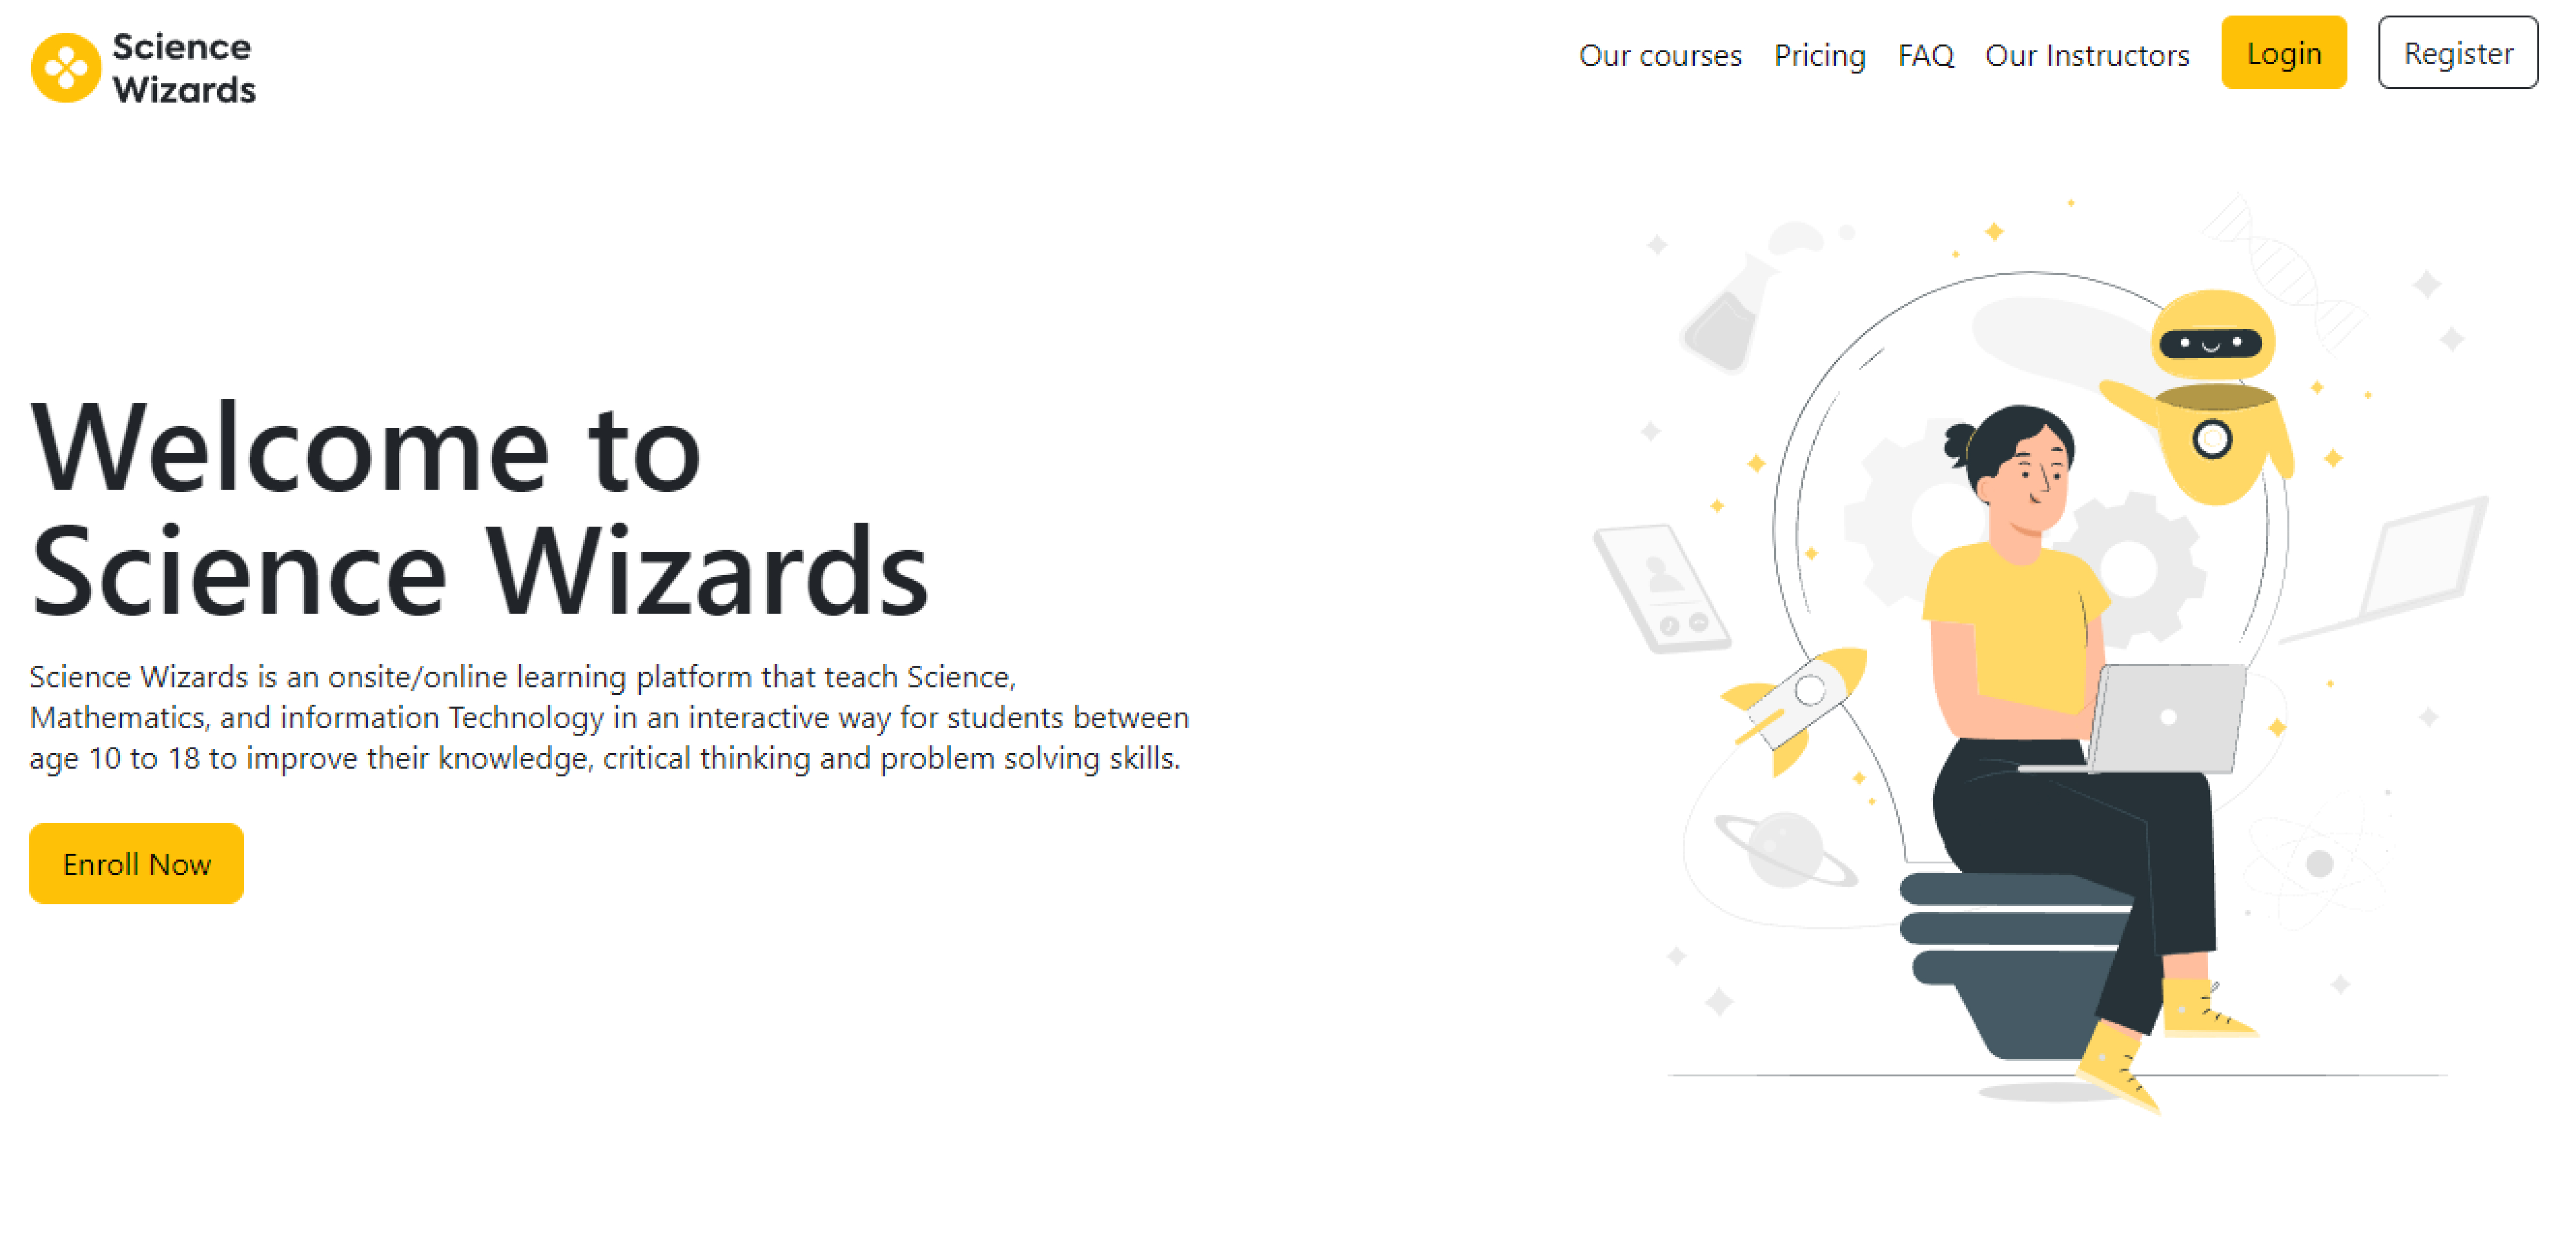 Science
Wizards
Our courses Pricing FAQ Our Instructors Login Register
Welcome to
Science Wizards
Science Wizards is an onsite/online learning platform that teach Science,
Mathematics, and information Technology in an interactive way for students between
age 10 to 18 to improve their knowledge, critical thinking and problem solving skills.
Enroll Now